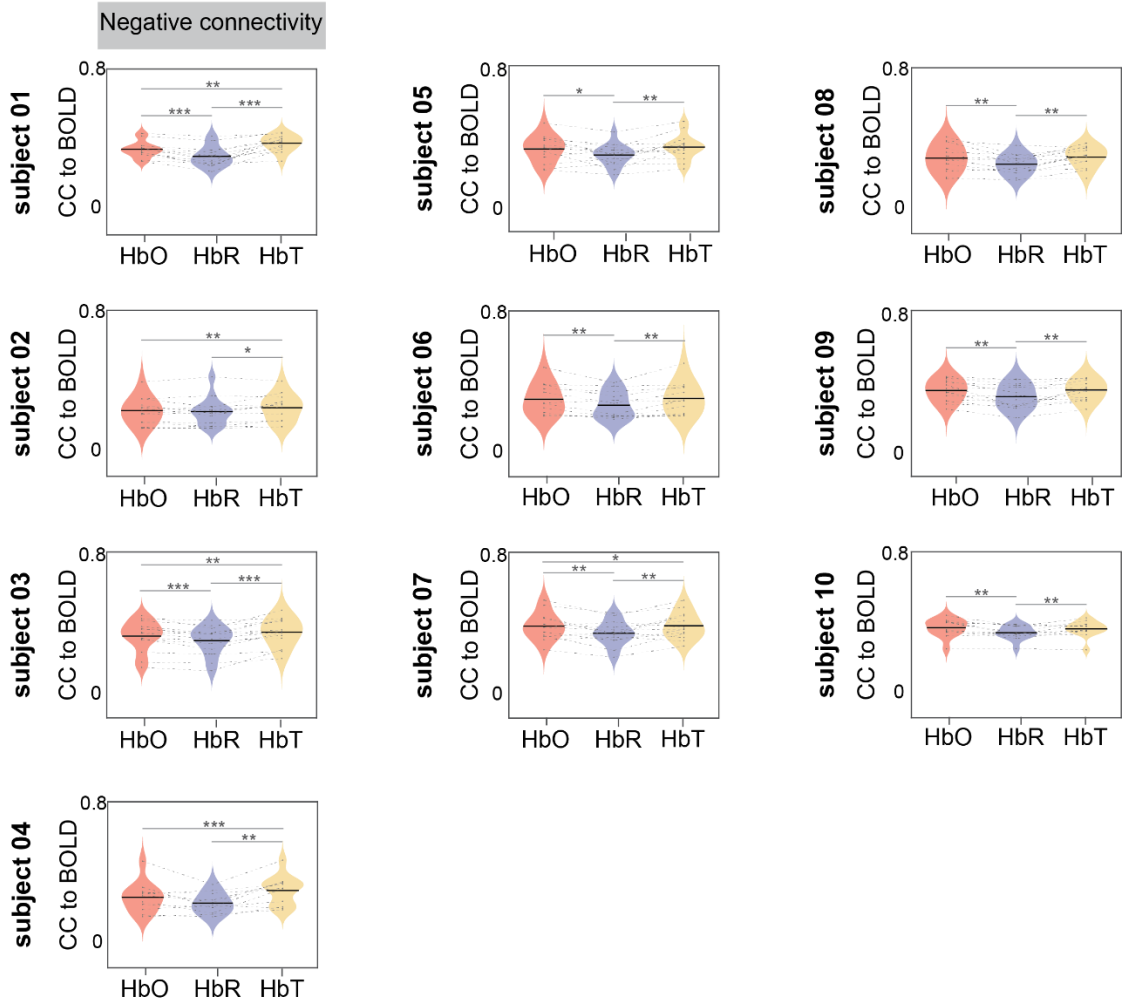 Negative connectivity
subject 01
CC to BOLD
0.8
0
**
*** ***
HbO HbR HbT
subject 05
CC to BOLD
0.8
0
* **
HbO HbR HbT
subject 08
CC to BOLD
0.8
0
** **
HbO HbR HbT
subject 02
CC to BOLD
0.8
0
**
*
HbO HbR HbT
subject 06
CC to BOLD
0.8
0
** **
HbO HbR HbT
subject 09
CC to BOLD
0.8
0
** **
HbO HbR HbT
subject 03
CC to BOLD
0.8
0
**
*** ***
HbO HbR HbT
subject 07
CC to BOLD
0.8
0
*
** **
HbO HbR HbT
subject 10
CC to BOLD
0.8
0
** **
HbO HbR HbT
subject 04
CC to BOLD
0.8
0
***
**
HbO HbR HbT